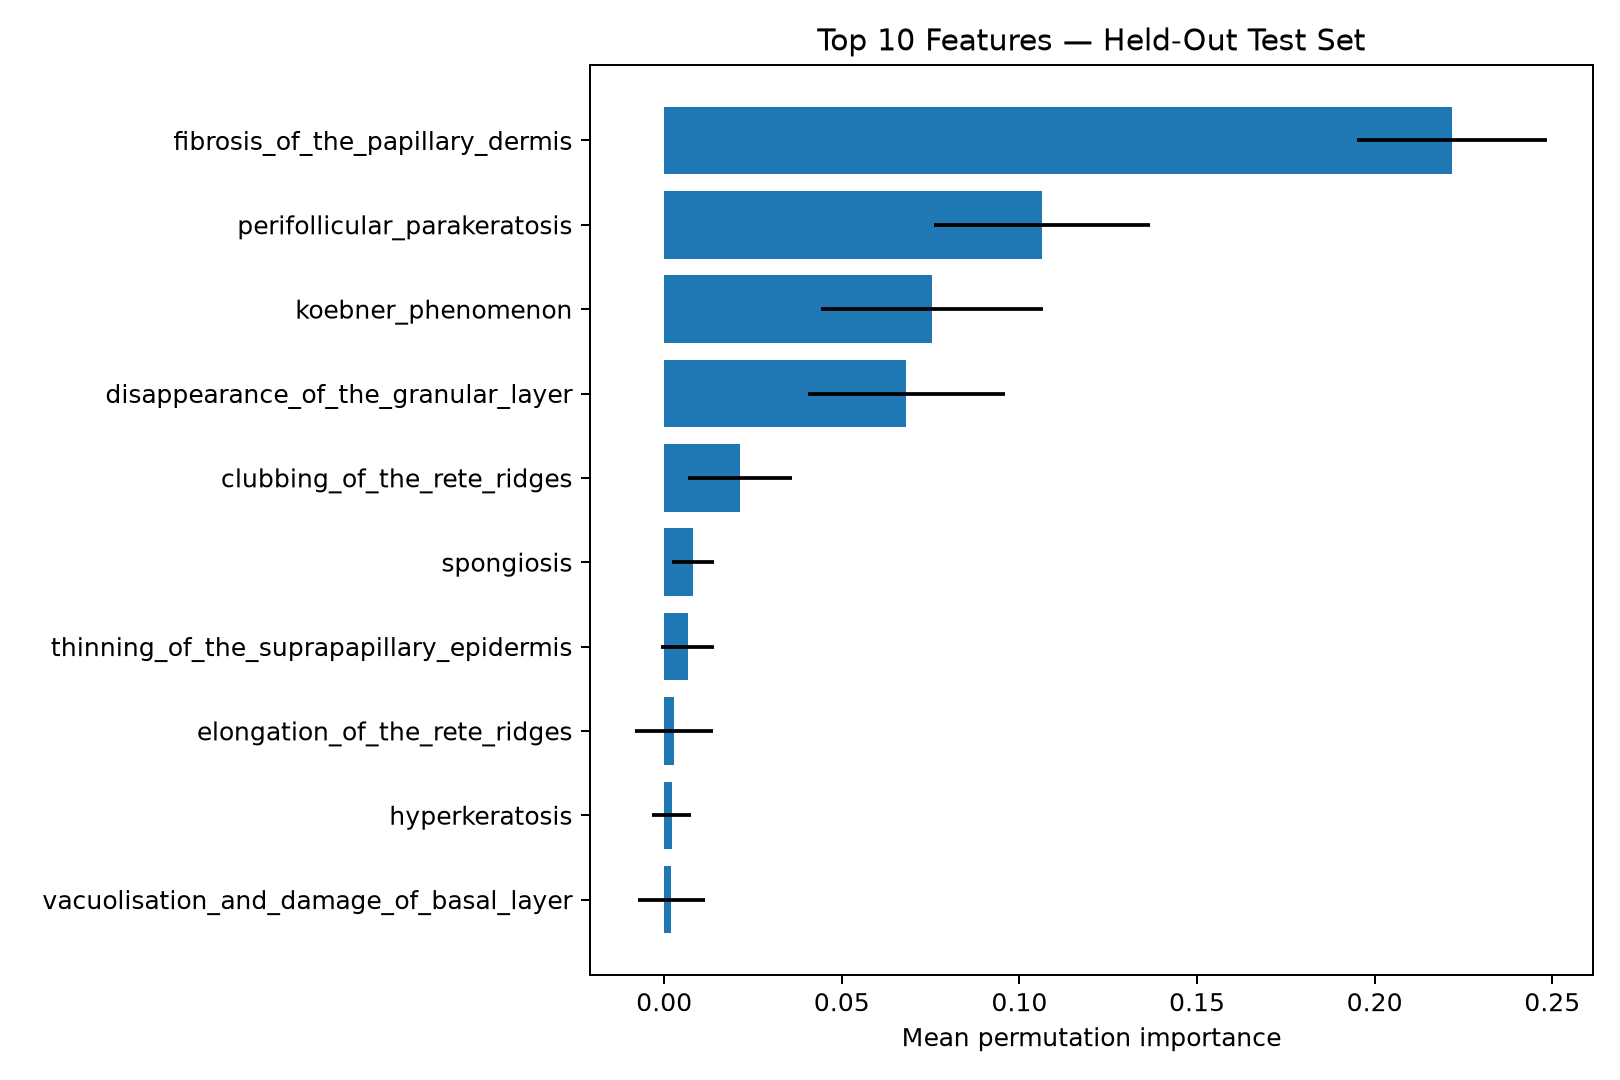 Top 10 Features — Held-Out Test Set
fibrosis_of_the_papillary_dermis
perifollicular_parakeratosis
koebner_phenomenon
disappearance_of_the_granular_layer
clubbing_of_the_rete_ridges
spongiosis
thinning_of_the_suprapapillary_epidermis
elongation_of_the_rete_ridges
hyperkeratosis
vacuolisation_and_damage_of_basal_layer
0.00 0.05 0.10 0.15 0.20 0.25
Mean permutation importance